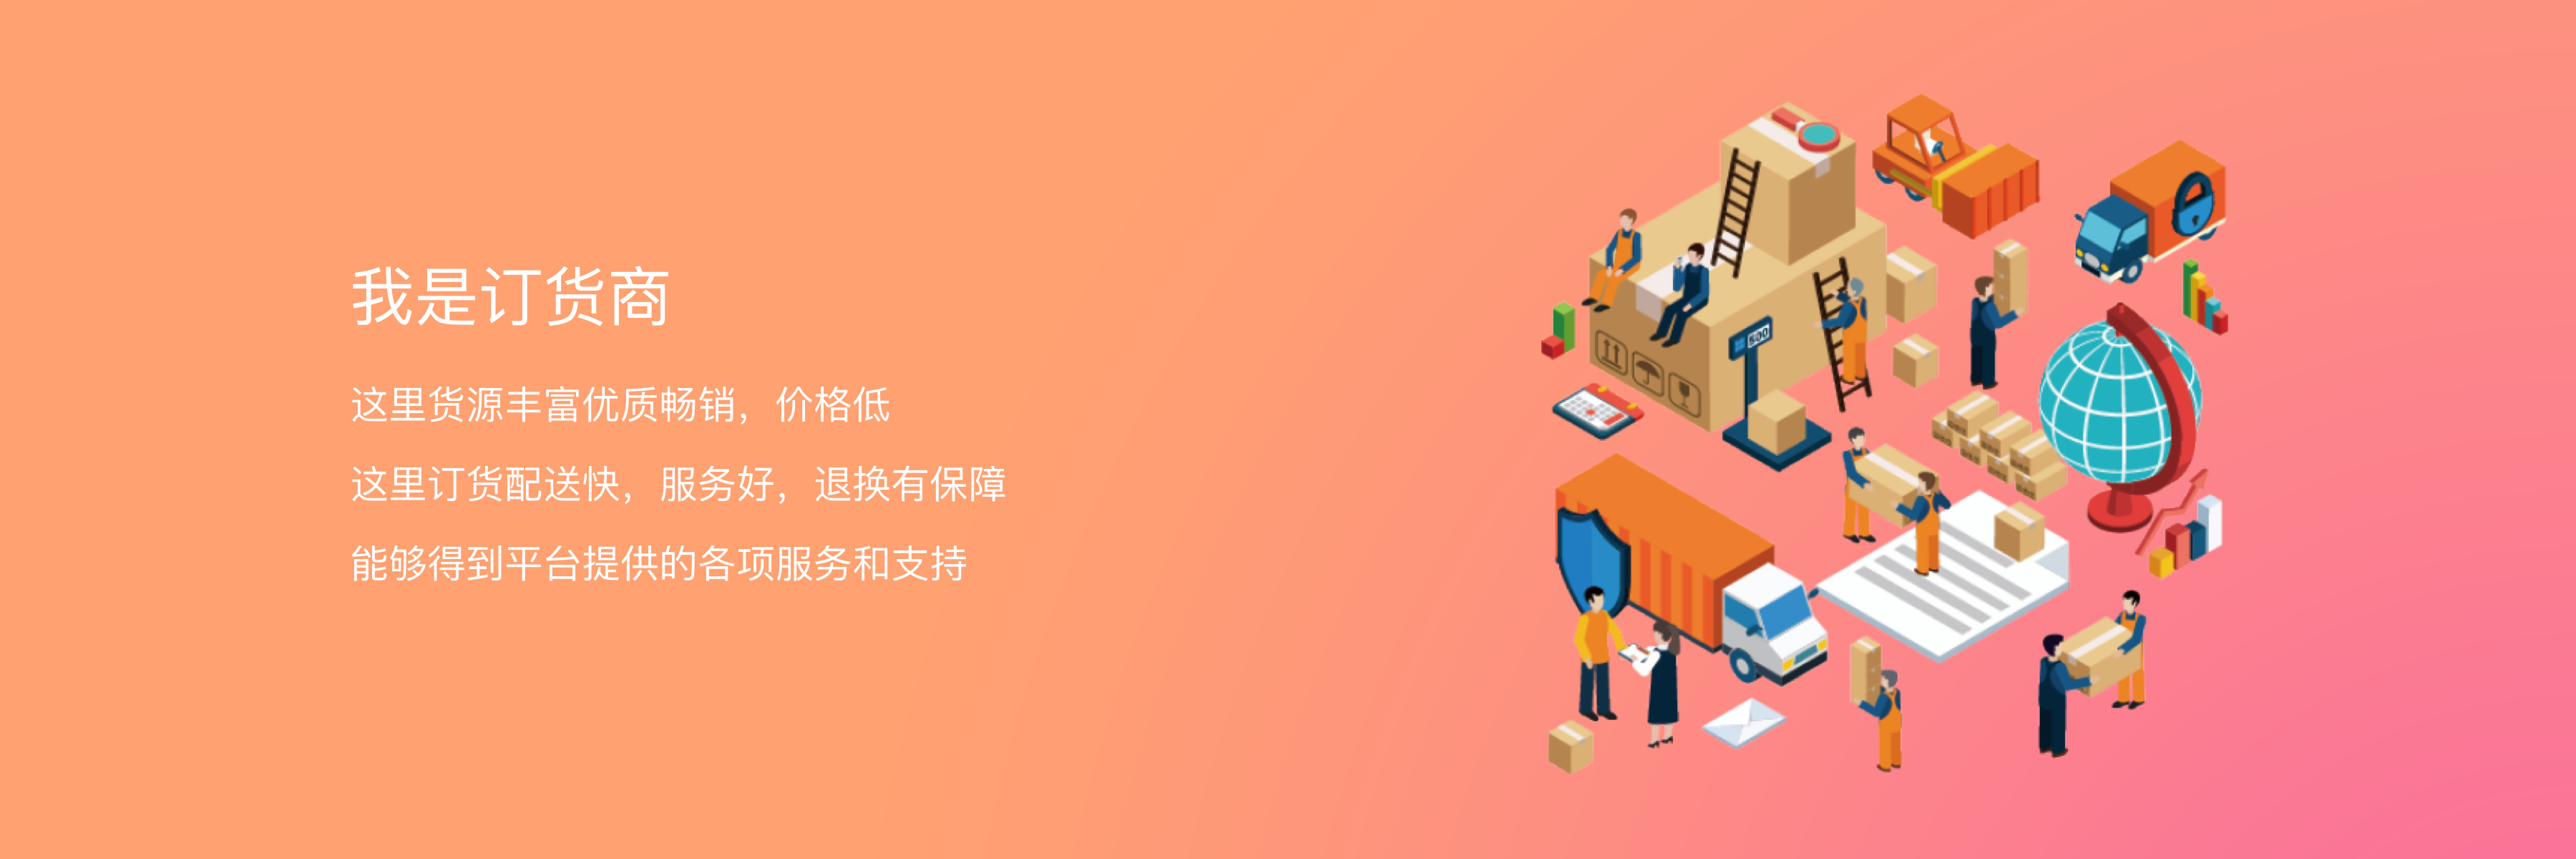 我是订货商
这里货源丰富优质畅销，价格低
这里订货配送快，服务好，退换有保障
能够得到平台提供的各项服务和支持
500